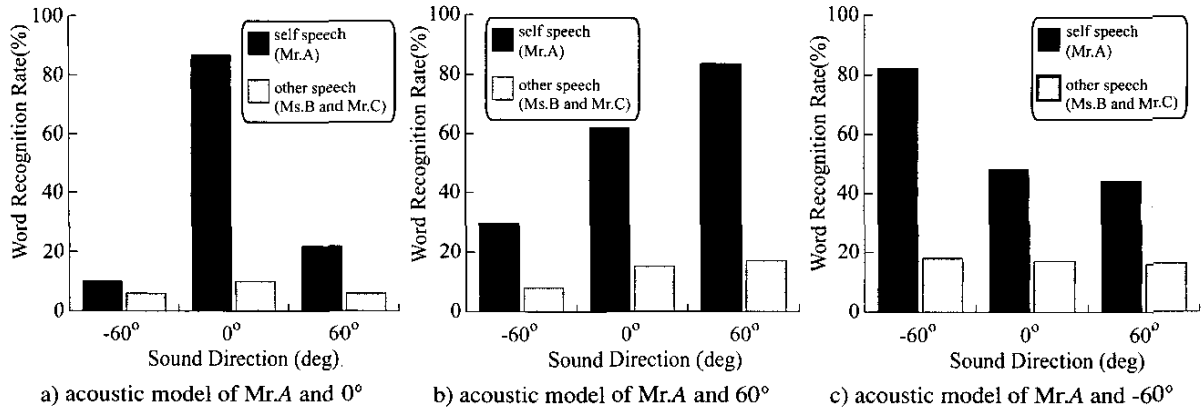 Word Recognition Rate(%)
100
80
60
40
20
0
self speech
(Mr.A)
other speech
(Ms.B and Mr.C)
-60°
0°
60°
Sound Direction (deg)
a) acoustic model of Mr.A and 0°
Word Recognition Rate(%)
100
80
60
40
20
0
self speech
(Mr.A)
other speech
(Ms.B and Mr.C)
-60°
0°
60°
Sound Direction (deg)
b) acoustic model of Mr.A and 60°
Word Recognition Rate(%)
100
80
60
40
20
0
self speech
(Mr.A)
other speech
(Ms.B and Mr.C)
-60°
0°
60°
Sound Direction (deg)
c) acoustic model of Mr.A and -60°